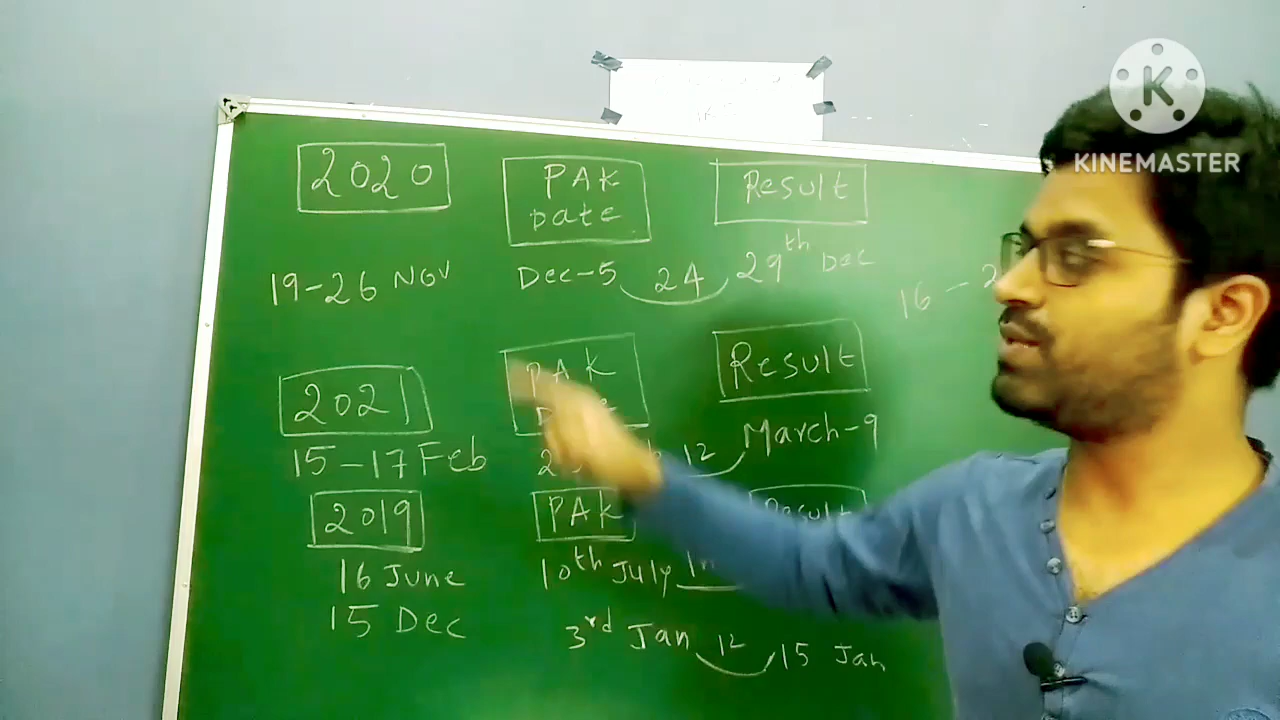 K
KINEMASTER
2020
PAK Date
Result
19-26 Nov
Dec-5
24
29th Dec
16 -
2021
PAK
Result
15-17 Feb
12
March-9
2019
PAK
Result
16 June
10th July
15 Dec
3rd Jan
12
15 Jan